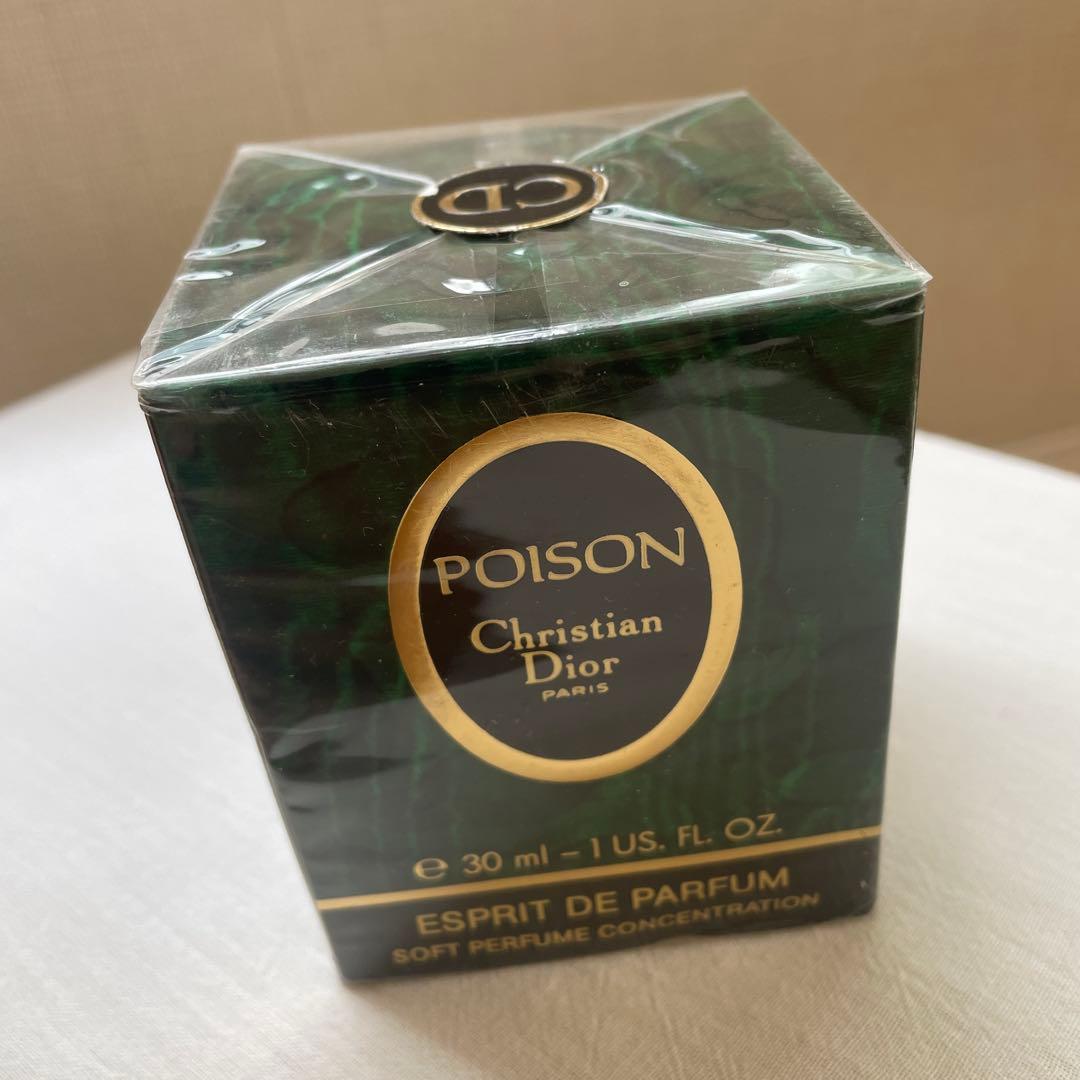 CD
POISON
Christian
Dior
PARIS
℮ 30 ml – 1 US. FL. OZ.
ESPRIT DE PARFUM
SOFT PERFUME CONCENTRATION